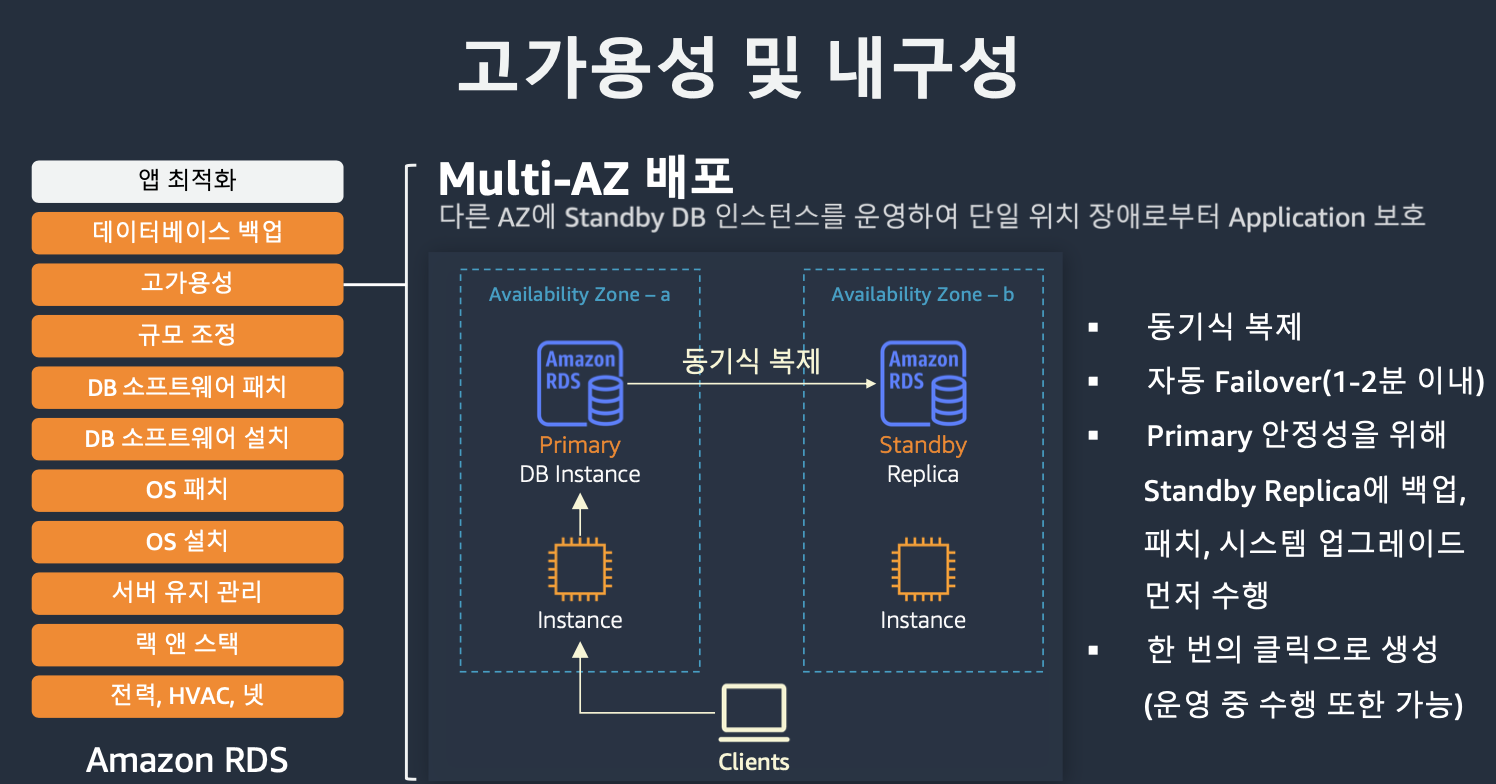 고가용성 및 내구성
앱 최적화
데이터베이스 백업
고가용성
규모 조정
DB 소프트웨어 패치
DB 소프트웨어 설치
OS 패치
OS 설치
서버 유지 관리
랙 앤 스택
전력, HVAC, 넷
Amazon RDS
Multi-AZ 배포
다른 AZ에 Standby DB 인스턴스를 운영하여 단일 위치 장애로부터 Application 보호
Availability Zone – a
Availability Zone – b
Amazon
RDS
동기식 복제
Amazon
RDS
Primary
DB Instance
Standby
Replica
Instance
Instance
Clients
▪ 동기식 복제
▪ 자동 Failover(1-2분 이내)
▪ Primary 안정성을 위해
Standby Replica에 백업,
패치, 시스템 업그레이드
먼저 수행
▪ 한 번의 클릭으로 생성
(운영 중 수행 또한 가능)